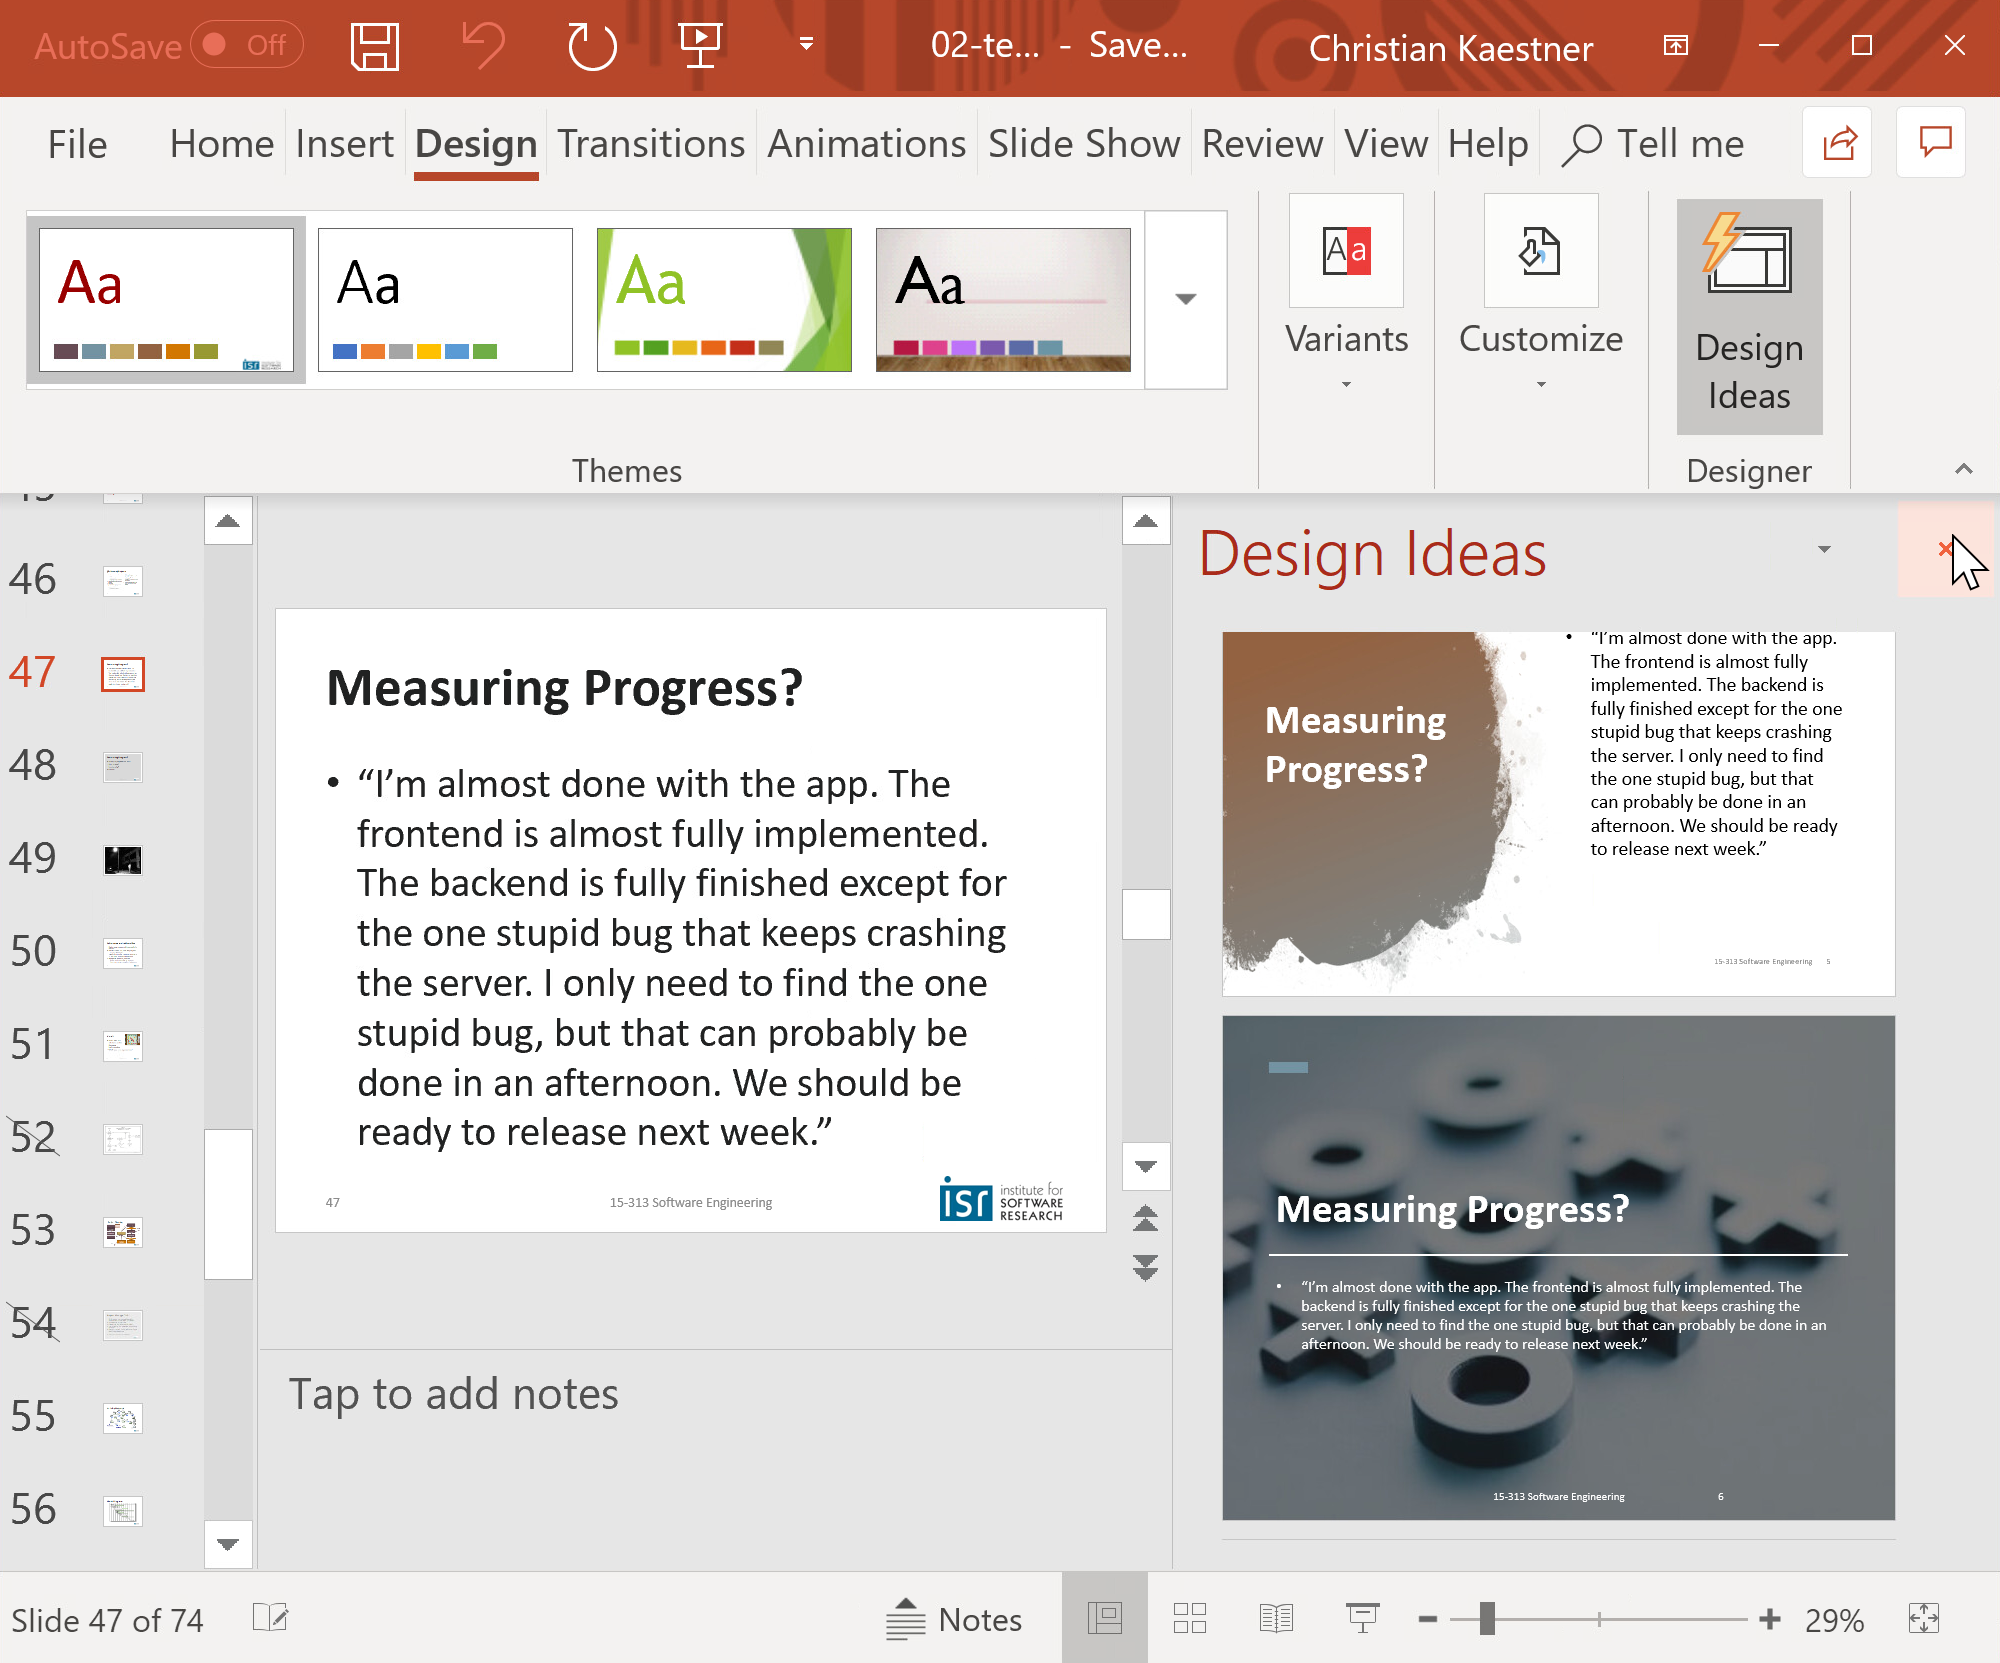 AutoSave Off 02-te... - Save... Christian Kaestner
File Home Insert Design Transitions Animations Slide Show Review View Help Tell me
Aa Aa Aa Aa
isr
Aa
Variants
Customize
Design
Ideas
Themes
Designer
46
47
48
49
50
51
52
53
54
55
56
Measuring Progress?
• “I’m almost done with the app. The
frontend is almost fully implemented.
The backend is fully finished except for
the one stupid bug that keeps crashing
the server. I only need to find the one
stupid bug, but that can probably be
done in an afternoon. We should be
ready to release next week.”
47
15-313 Software Engineering
isr institute for
SOFTWARE
RESEARCH
Tap to add notes
Design Ideas
Measuring
Progress?
• “I’m almost done with the app.
The frontend is almost fully
implemented. The backend is
fully finished except for the one
stupid bug that keeps crashing
the server. I only need to find
the one stupid bug, but that
can probably be done in an
afternoon. We should be ready
to release next week.”
15-313 Software Engineering 5
Measuring Progress?
• “I’m almost done with the app. The frontend is almost fully implemented. The
backend is fully finished except for the one stupid bug that keeps crashing the
server. I only need to find the one stupid bug, but that can probably be done in an
afternoon. We should be ready to release next week.”
15-313 Software Engineering 6
Slide 47 of 74
Notes
29%